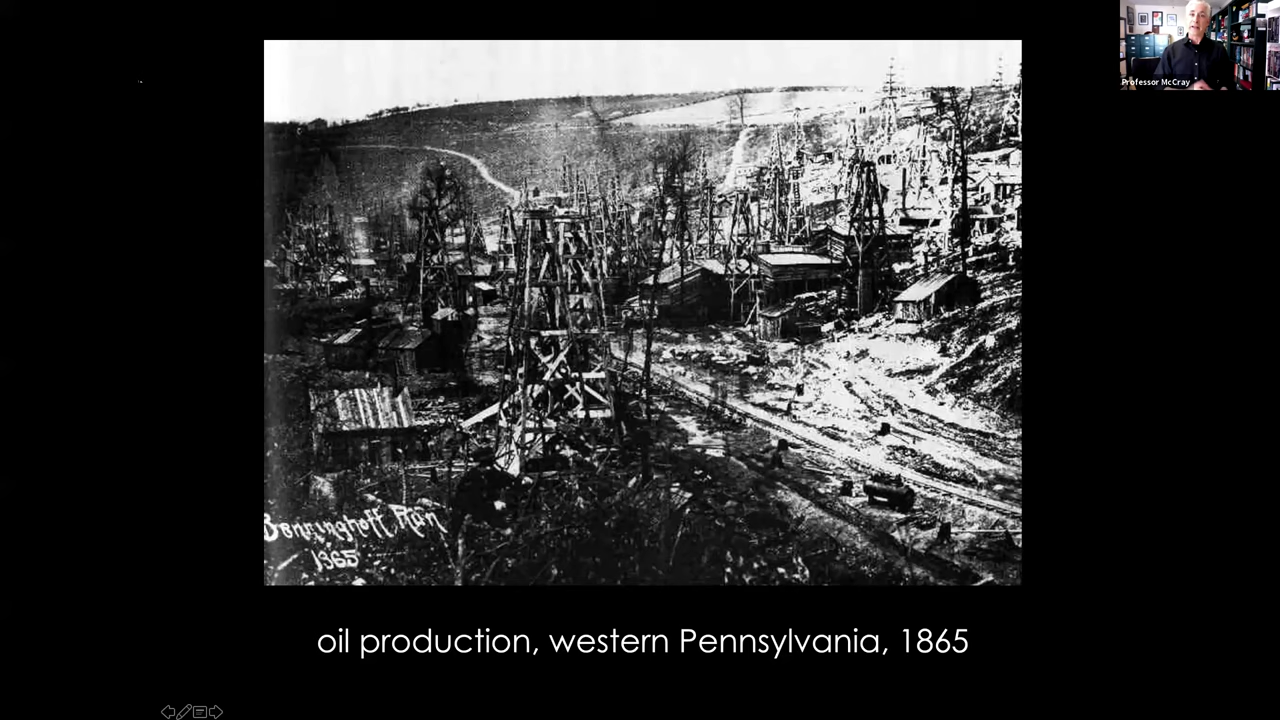 Professor McCray
Benninghoff Run
1865
oil production, western Pennsylvania, 1865